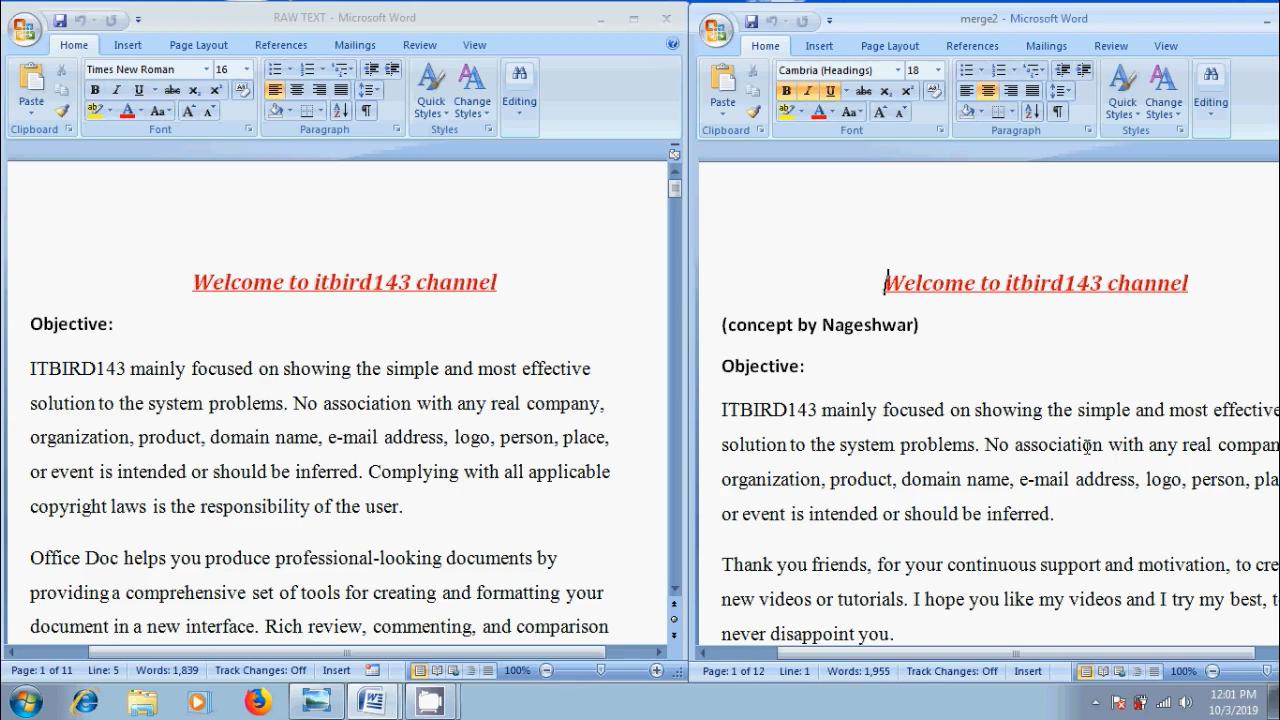 RAW TEXT - Microsoft Word
Home Insert Page Layout References Mailings Review View
Times New Roman 16
Paste
Quick Styles
Change Styles
Editing
Clipboard Font Paragraph Styles
Welcome to itbird143 channel
Objective:
ITBIRD143 mainly focused on showing the simple and most effective
solution to the system problems. No association with any real company,
organization, product, domain name, e-mail address, logo, person, place,
or event is intended or should be inferred. Complying with all applicable
copyright laws is the responsibility of the user.
Office Doc helps you produce professional-looking documents by
providing a comprehensive set of tools for creating and formatting your
document in a new interface. Rich review, commenting, and comparison
Page: 1 of 11 Line: 5 Words: 1,839 Track Changes: Off Insert 100%
merge2 - Microsoft Word
Home Insert Page Layout References Mailings Review View
Cambria (Headings) 18
Paste
Quick Styles
Change Styles
Editing
Clipboard Font Paragraph Styles
Welcome to itbird143 channel
(concept by Nageshwar)
Objective:
ITBIRD143 mainly focused on showing the simple and most effective
solution to the system problems. No association with any real compan
organization, product, domain name, e-mail address, logo, person, pla
or event is intended or should be inferred.
Thank you friends, for your continuous support and motivation, to cre
new videos or tutorials. I hope you like my videos and I try my best, t
never disappoint you.
Page: 1 of 12 Line: 1 Words: 1,955 Track Changes: Off Insert 100%
12:01 PM
10/3/2019